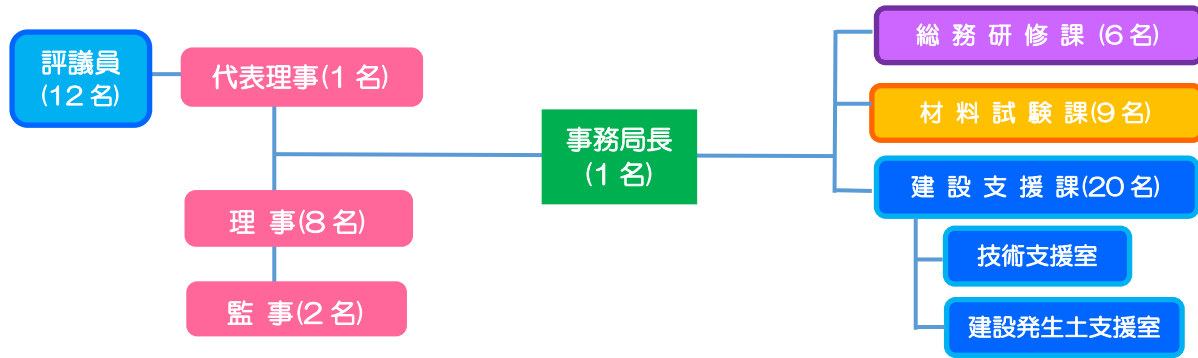 評議員
(12名)
代表理事(1名)
理 事(8名)
監 事(2名)
事務局長
(1名)
総 務 研 修 課 (6名)
材 料 試 験 課(9名)
建 設 支 援 課(20名)
技術支援室
建設発生土支援室